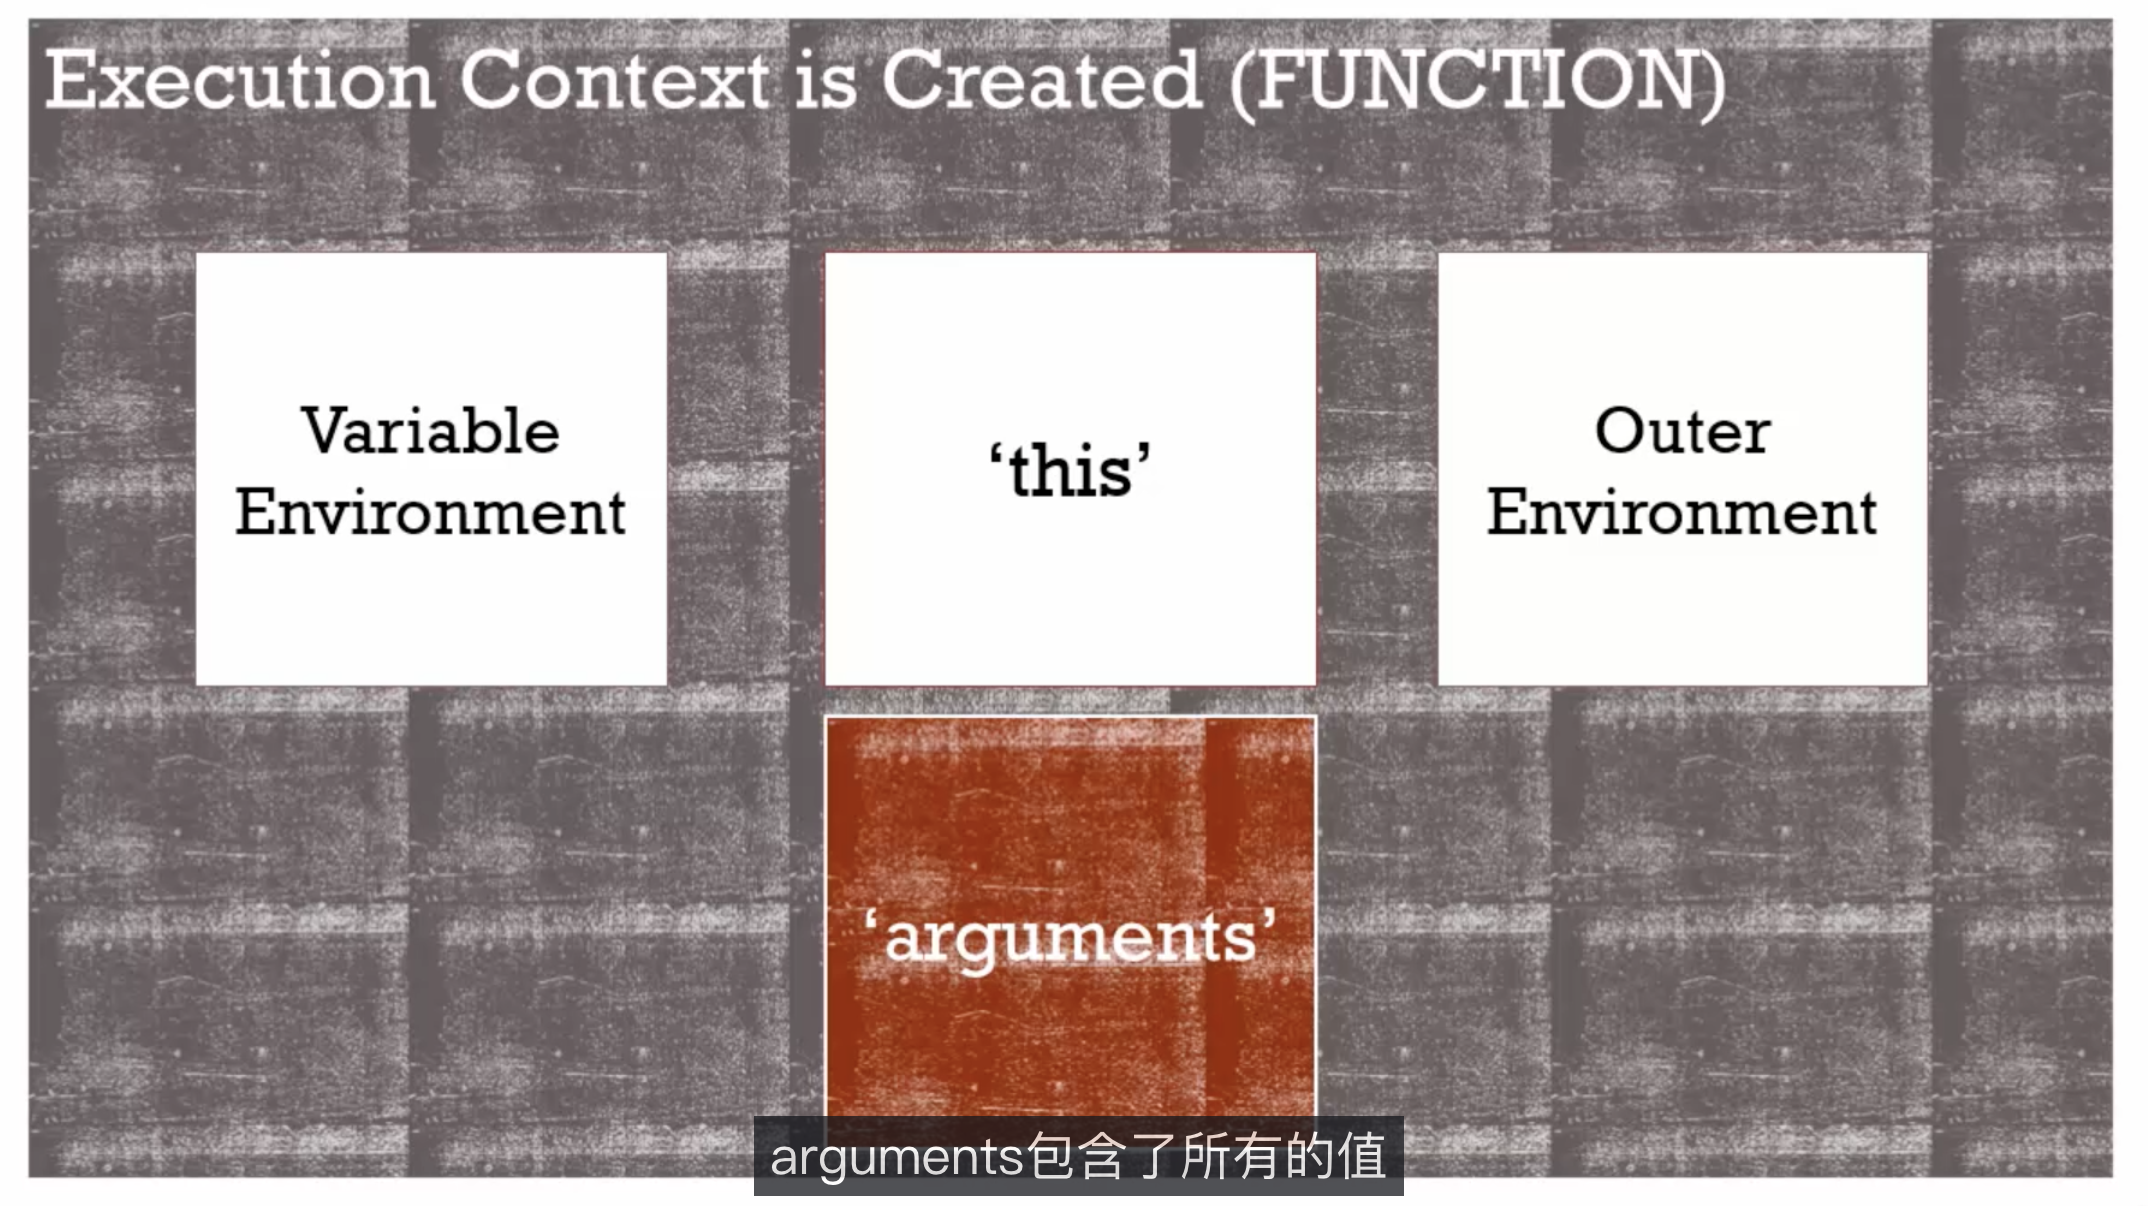 Execution Context is Created (FUNCTION)
Variable
Environment
‘this’
Outer
Environment
‘arguments’
arguments包含了所有的值